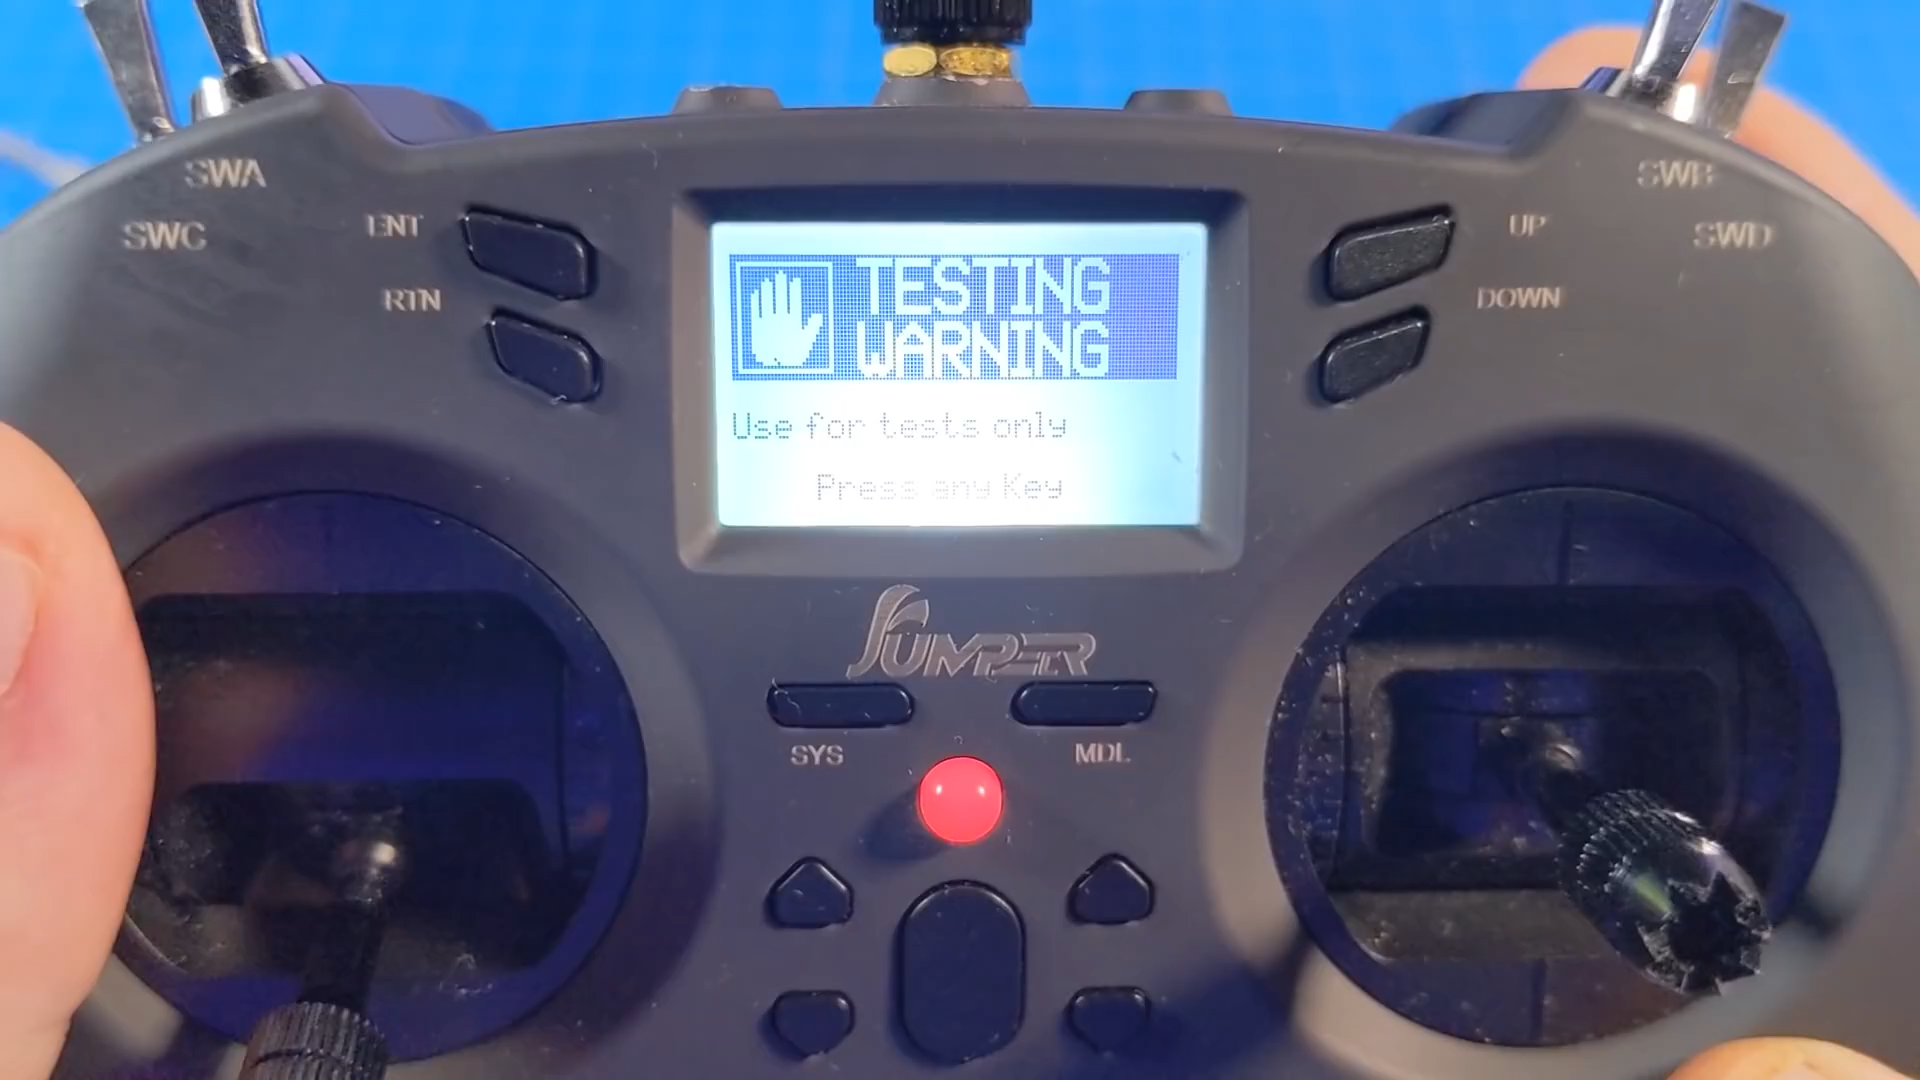 SWA
SWB
SWC
SWD
ENT
UP
RTN
DOWN
TESTING
WARNING
Use for tests only
Press any Key
JUMPER
SYS
MDL